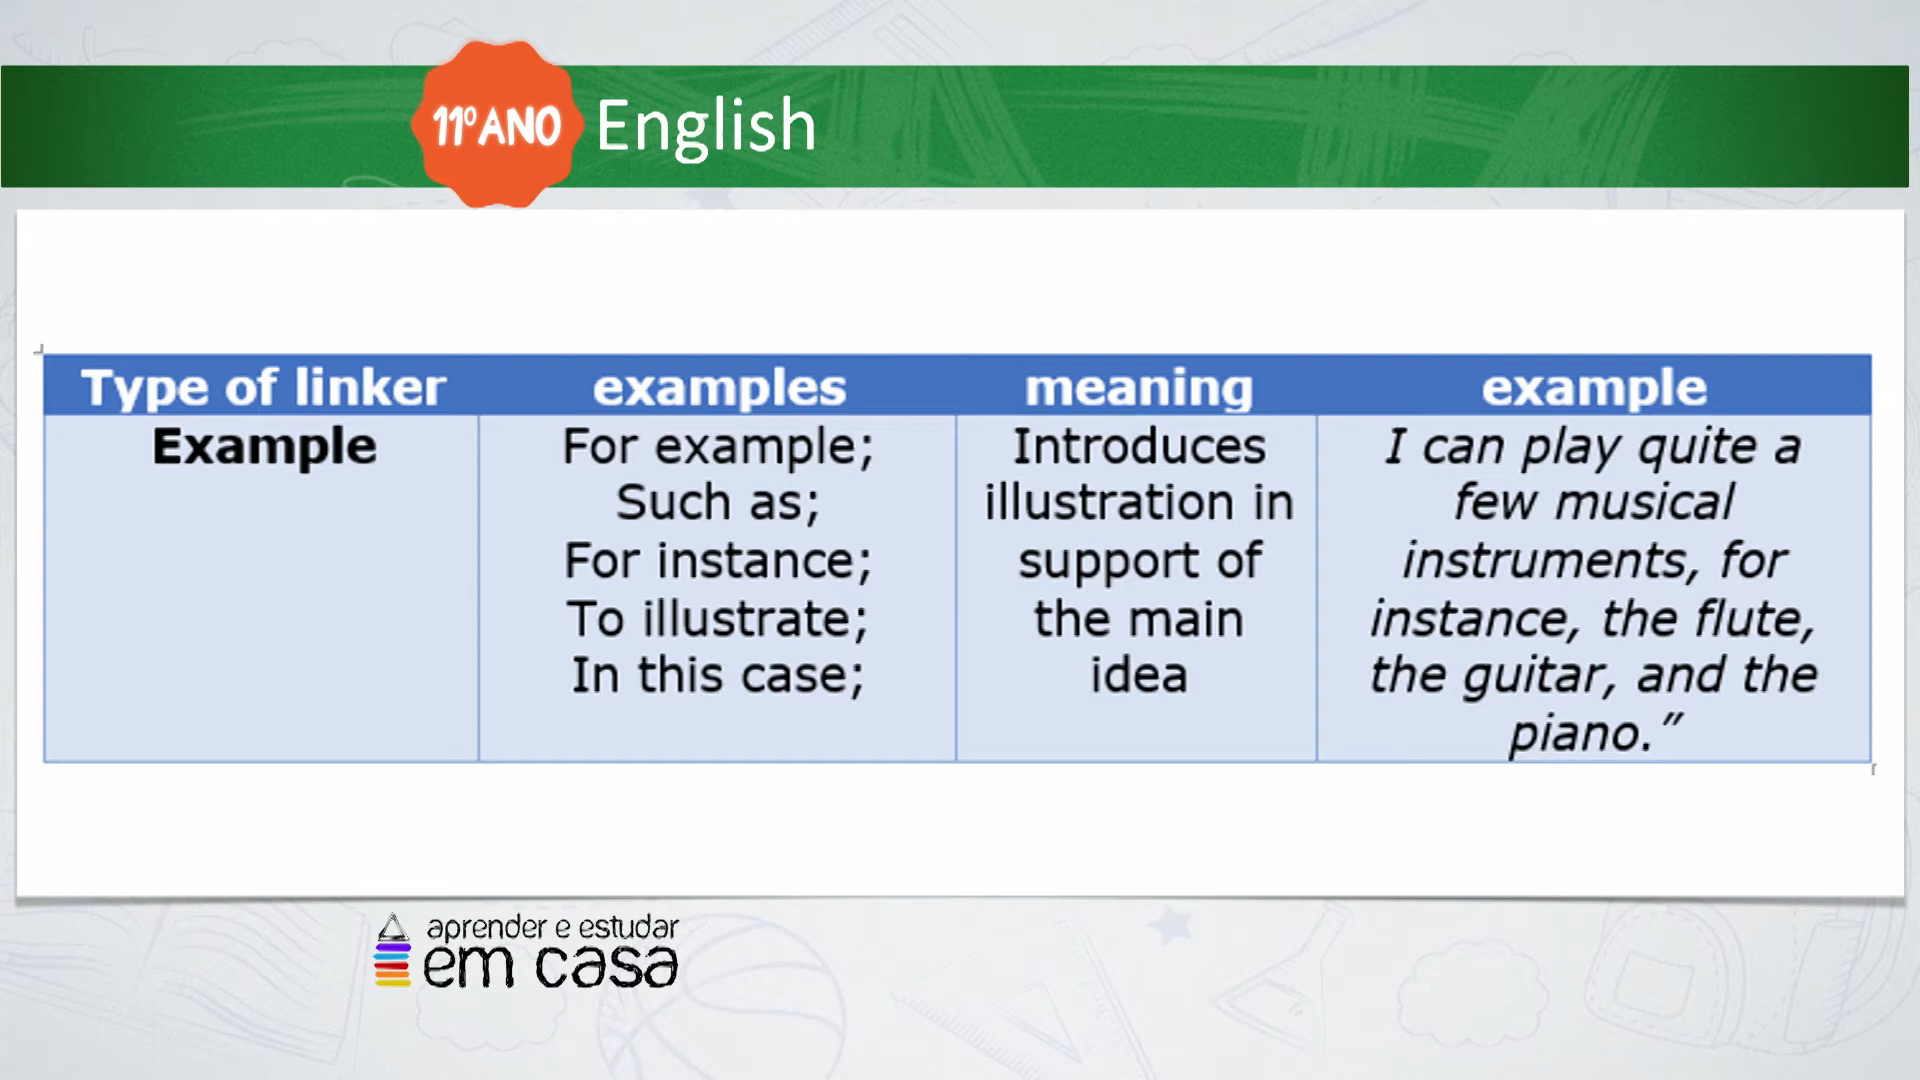 11º ANO English
Type of linker examples meaning example
Example
For example;
Such as;
For instance;
To illustrate;
In this case;
Introduces
illustration in
support of
the main
idea
I can play quite a
few musical
instruments, for
instance, the flute,
the guitar, and the
piano.”
aprender e estudar
em casa